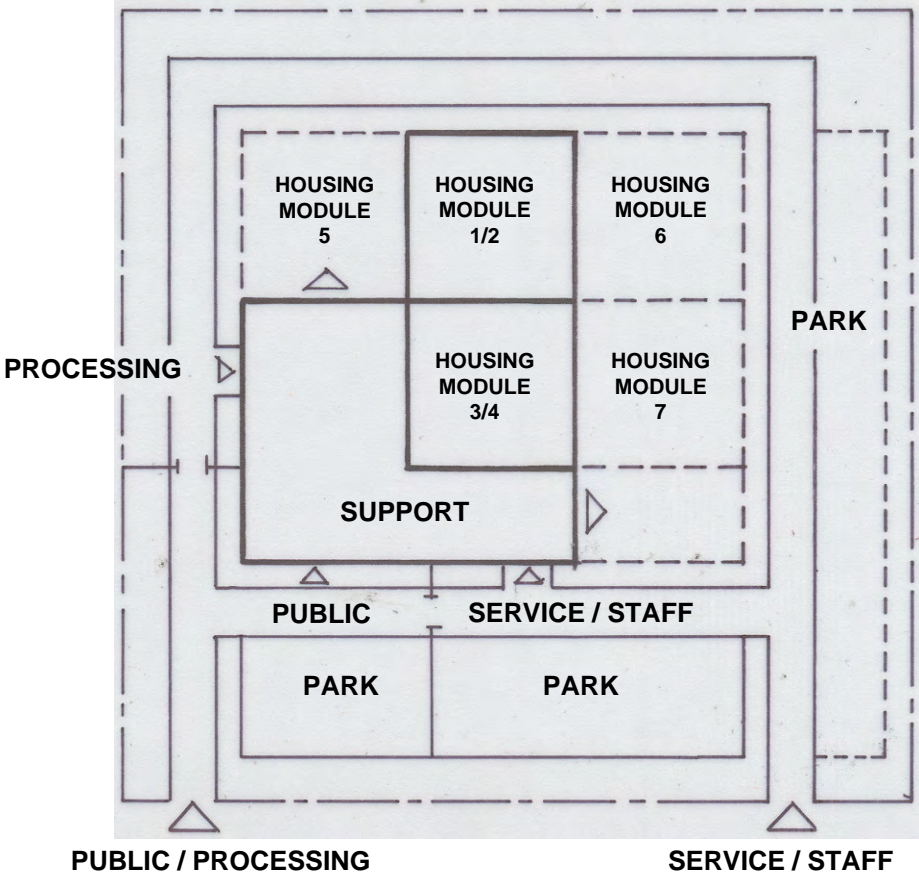 HOUSING
MODULE
5
HOUSING
MODULE
1/2
HOUSING
MODULE
6
PARK
PROCESSING
HOUSING
MODULE
3/4
HOUSING
MODULE
7
SUPPORT
PUBLIC
SERVICE / STAFF
PARK
PARK
PUBLIC / PROCESSING
SERVICE / STAFF